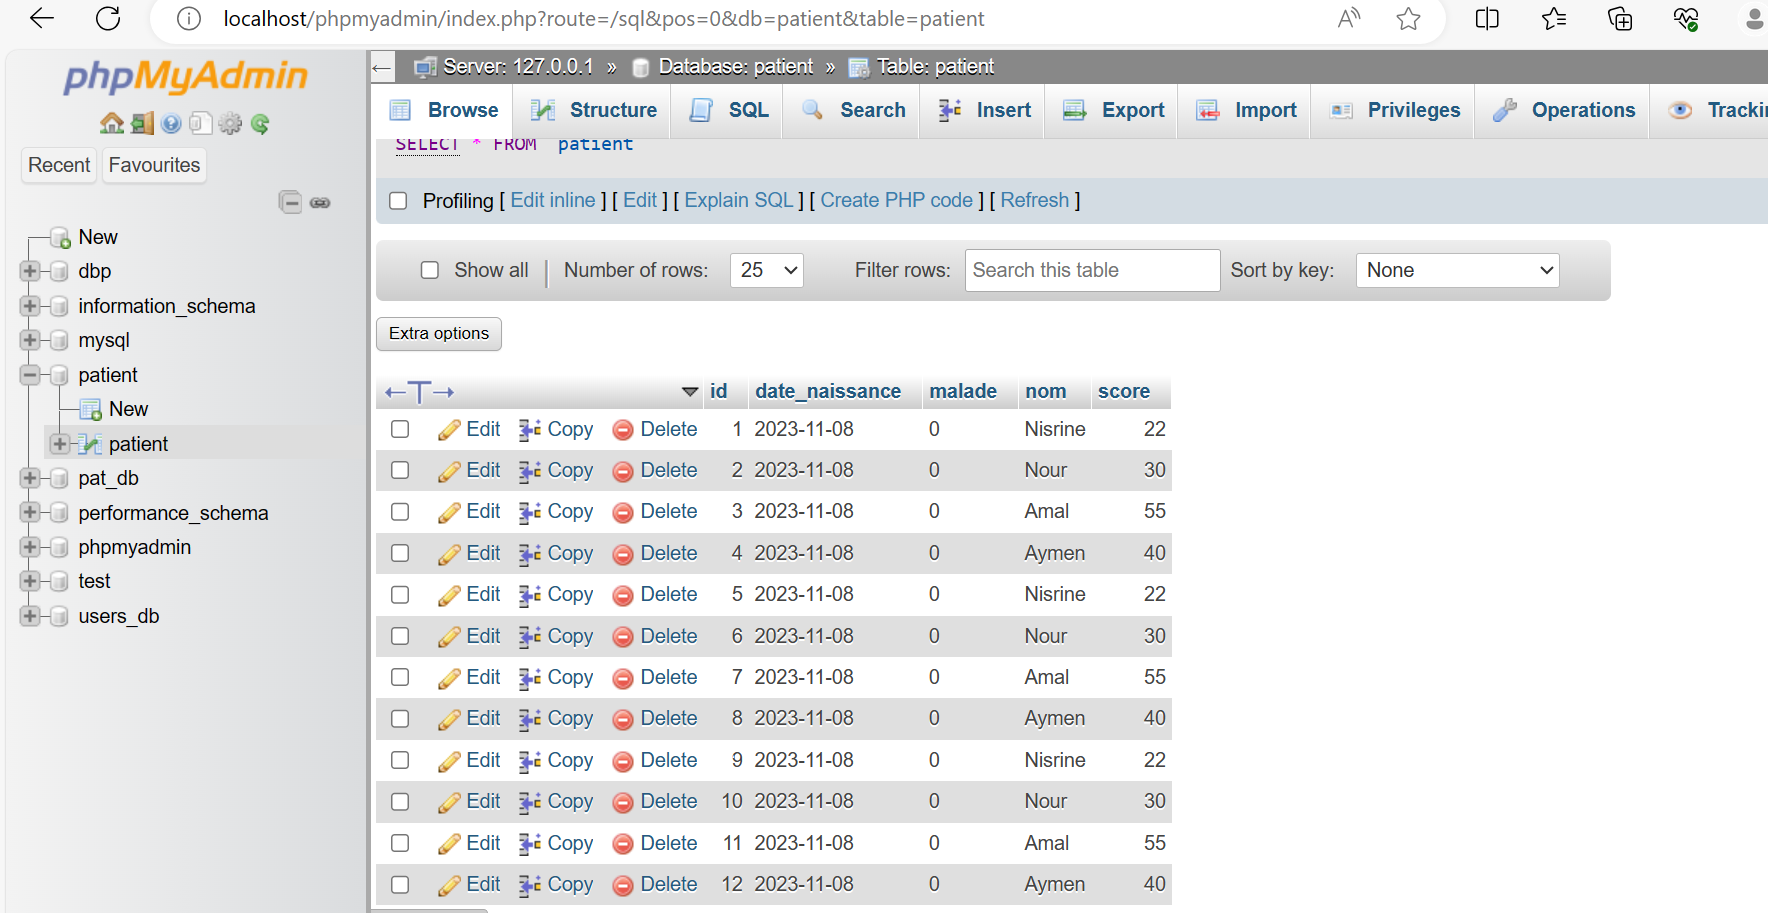 localhost/phpmyadmin/index.php?route=/sql&pos=0&db=patient&table=patient
phpMyAdmin
Recent Favourites
New
dbp
information_schema
mysql
patient
New
patient
pat_db
performance_schema
phpmyadmin
test
users_db
Server: 127.0.0.1 » Database: patient » Table: patient
Browse Structure SQL Search Insert Export Import Privileges Operations Tracki
SELECT * FROM patient
Profiling [ Edit inline ] [ Edit ] [ Explain SQL ] [ Create PHP code ] [ Refresh ]
Show all Number of rows: 25 Filter rows: Search this table Sort by key: None
Extra options
id date_naissance malade nom score
Edit Copy Delete 1 2023-11-08 0 Nisrine 22
Edit Copy Delete 2 2023-11-08 0 Nour 30
Edit Copy Delete 3 2023-11-08 0 Amal 55
Edit Copy Delete 4 2023-11-08 0 Aymen 40
Edit Copy Delete 5 2023-11-08 0 Nisrine 22
Edit Copy Delete 6 2023-11-08 0 Nour 30
Edit Copy Delete 7 2023-11-08 0 Amal 55
Edit Copy Delete 8 2023-11-08 0 Aymen 40
Edit Copy Delete 9 2023-11-08 0 Nisrine 22
Edit Copy Delete 10 2023-11-08 0 Nour 30
Edit Copy Delete 11 2023-11-08 0 Amal 55
Edit Copy Delete 12 2023-11-08 0 Aymen 40